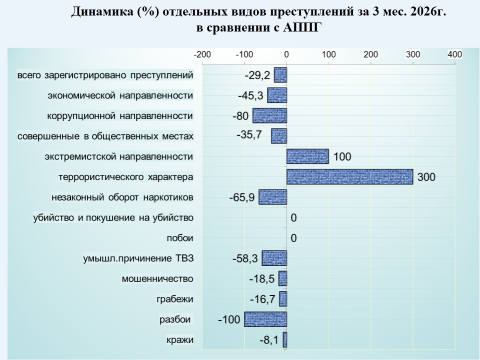 Динамика (%) отдельных видов преступлений за 3 мес. 2026г.
в сравнении с АППГ
-200 -100 0 100 200 300 400
всего зарегистрировано преступлений -29,2
экономической направленности -45,3
коррупционной направленности -80
совершенные в общественных местах -35,7
экстремистской направленности 100
террористического характера 300
незаконный оборот наркотиков -65,9
убийство и покушение на убийство 0
побои 0
умышл.причинение ТВЗ -58,3
мошенничество -18,5
грабежи -16,7
разбои -100
кражи -8,1